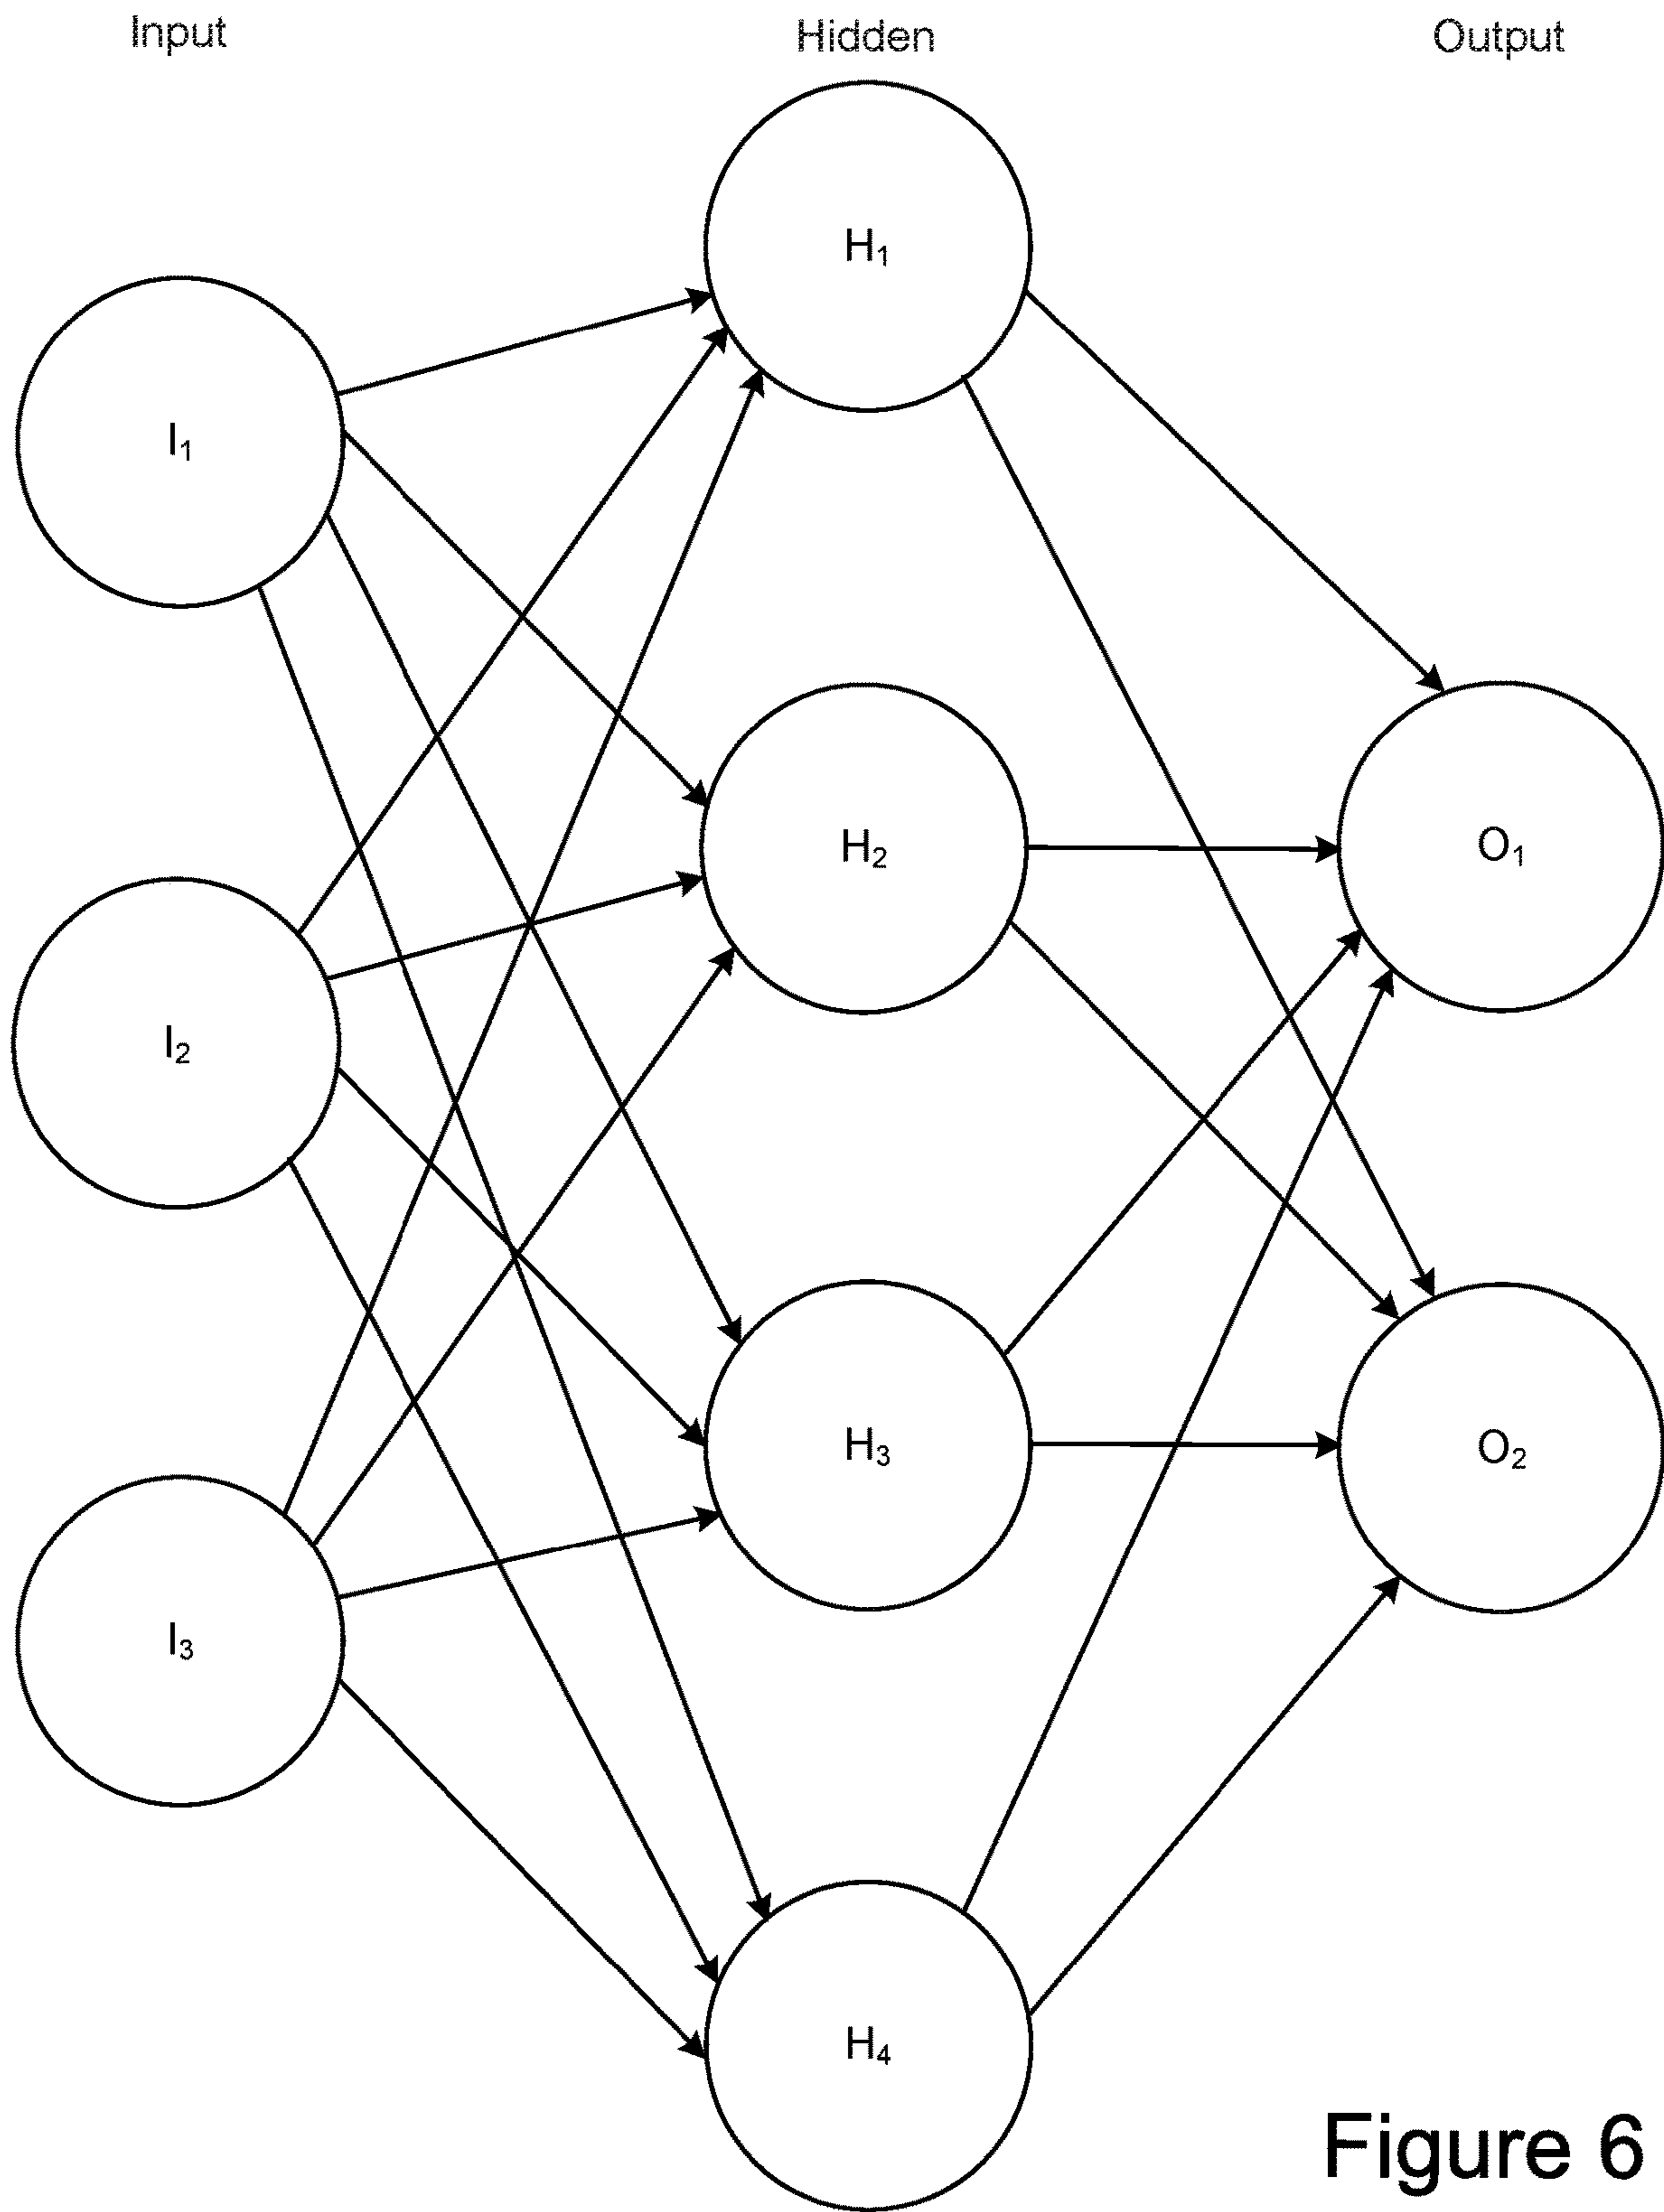 Input Hidden Output
H₁
I₁
H₂ O₁
I₂
H₃ O₂
I₃
H₄
Figure 6